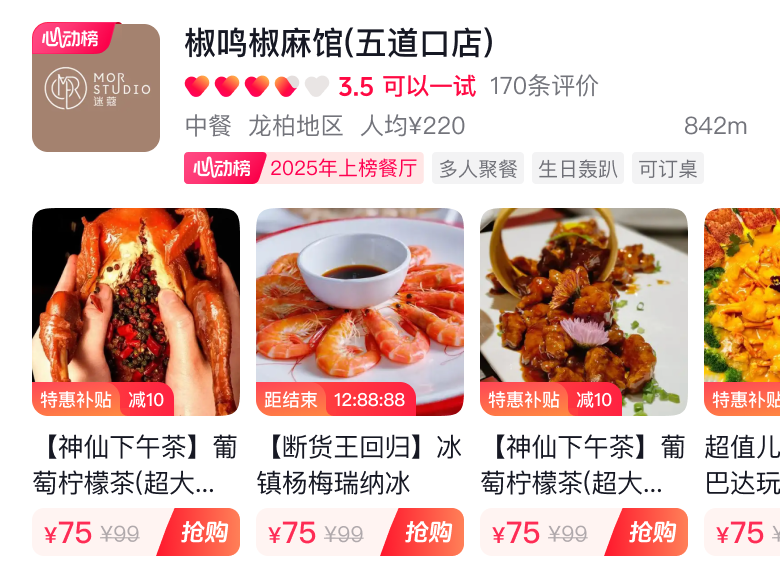 心动榜
MOR
STUDIO
迷蔻
椒鸣椒麻馆(五道口店)
3.5 可以一试 170条评价
中餐 龙柏地区 人均¥220 842m
心动榜 2025年上榜餐厅 多人聚餐 生日轰趴 可订桌
特惠补贴 减10
距结束 12:88:88
特惠补贴 减10
特惠补贴
【神仙下午茶】葡
萄柠檬茶(超大...
【断货王回归】冰
镇杨梅瑞纳冰
【神仙下午茶】葡
萄柠檬茶(超大...
超值儿
巴达玩
¥75 ¥99 抢购
¥75 ¥99 抢购
¥75 ¥99 抢购
¥75